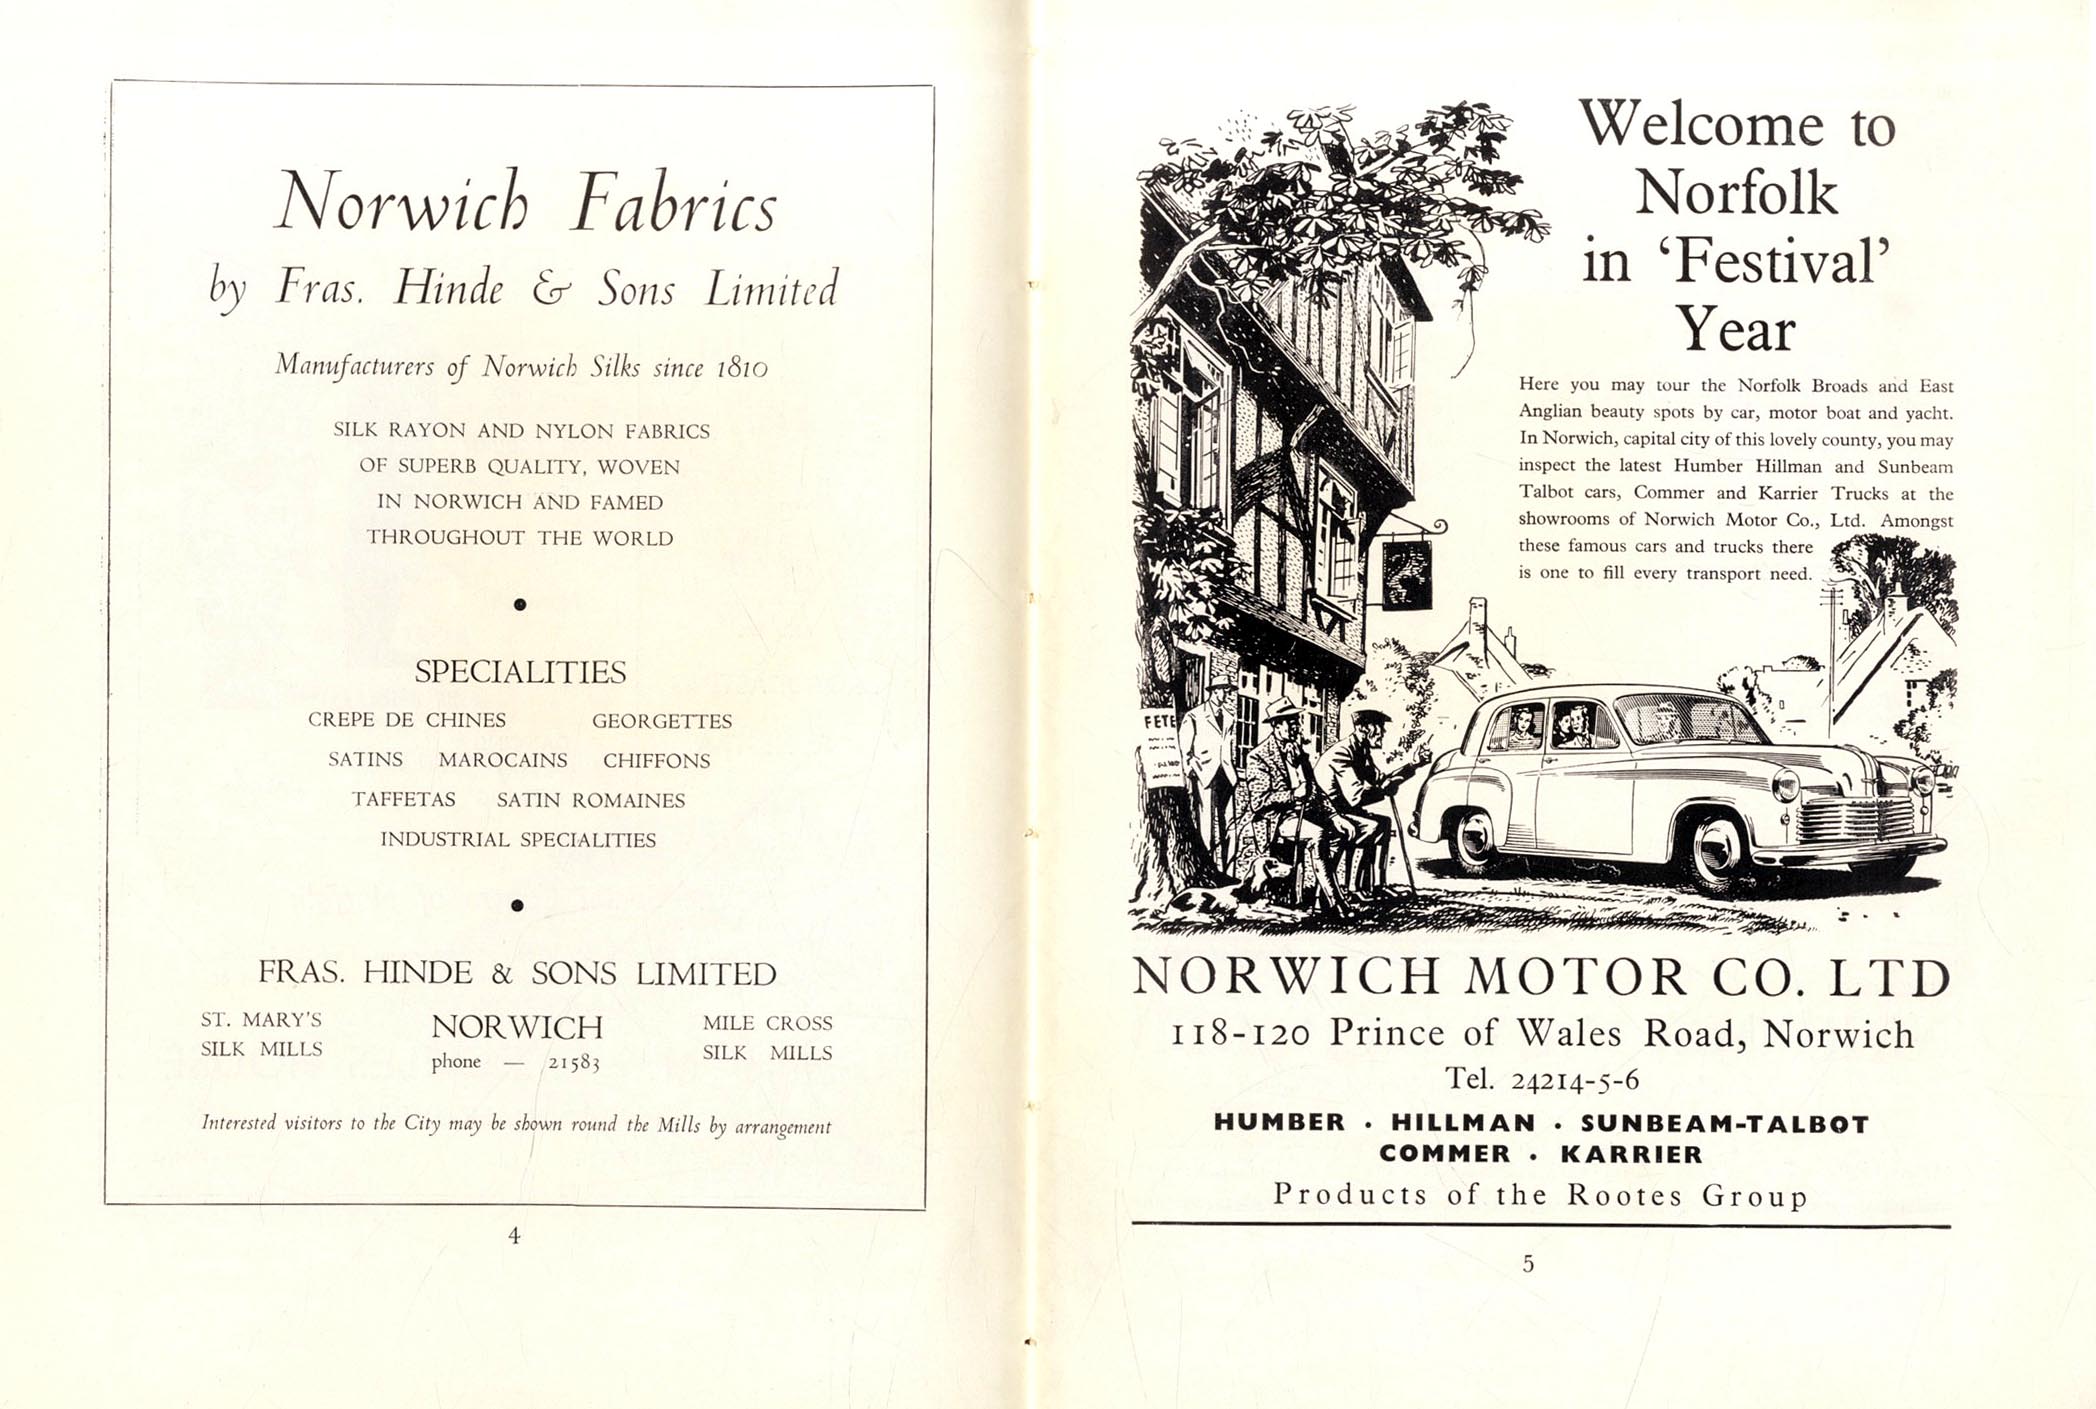 Norwich Fabrics
by Fras. Hinde & Sons Limited
Manufacturers of Norwich Silks since 1810
SILK RAYON AND NYLON FABRICS
OF SUPERB QUALITY, WOVEN
IN NORWICH AND FAMED
THROUGHOUT THE WORLD
SPECIALITIES
CREPE DE CHINES GEORGETTES
SATINS MAROCAINS CHIFFONS
TAFFETAS SATIN ROMAINES
INDUSTRIAL SPECIALITIES
FRAS. HINDE & SONS LIMITED
ST. MARY'S
SILK MILLS
NORWICH
phone — 21583
MILE CROSS
SILK MILLS
Interested visitors to the City may be shown round the Mills by arrangement
4
Welcome to
Norfolk
in ‘Festival’
Year
Here you may tour the Norfolk Broads and East
Anglian beauty spots by car, motor boat and yacht.
In Norwich, capital city of this lovely county, you may
inspect the latest Humber Hillman and Sunbeam
Talbot cars, Commer and Karrier Trucks at the
showrooms of Norwich Motor Co., Ltd. Amongst
these famous cars and trucks there
is one to fill every transport need.
FETE
NORWICH MOTOR CO. LTD
118-120 Prince of Wales Road, Norwich
Tel. 24214-5-6
HUMBER · HILLMAN · SUNBEAM-TALBOT
COMMER · KARRIER
Products of the Rootes Group
5